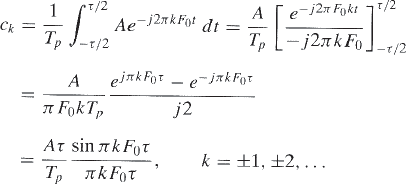 c_k = \frac{1}{T_p} \int_{-\tau/2}^{\tau/2} A e^{-j2\pi k F_0 t} \, dt = \frac{A}{T_p} \left[ \frac{e^{-j2\pi F_0 k t}}{-j2\pi k F_0} \right]_{-\tau/2}^{\tau/2}
= \frac{A}{\pi F_0 k T_p} \frac{e^{j\pi k F_0 \tau} - e^{-j\pi k F_0 \tau}}{j2}
= \frac{A\tau}{T_p} \frac{\sin \pi k F_0 \tau}{\pi k F_0 \tau}, \quad k = \pm 1, \pm 2, \ldots